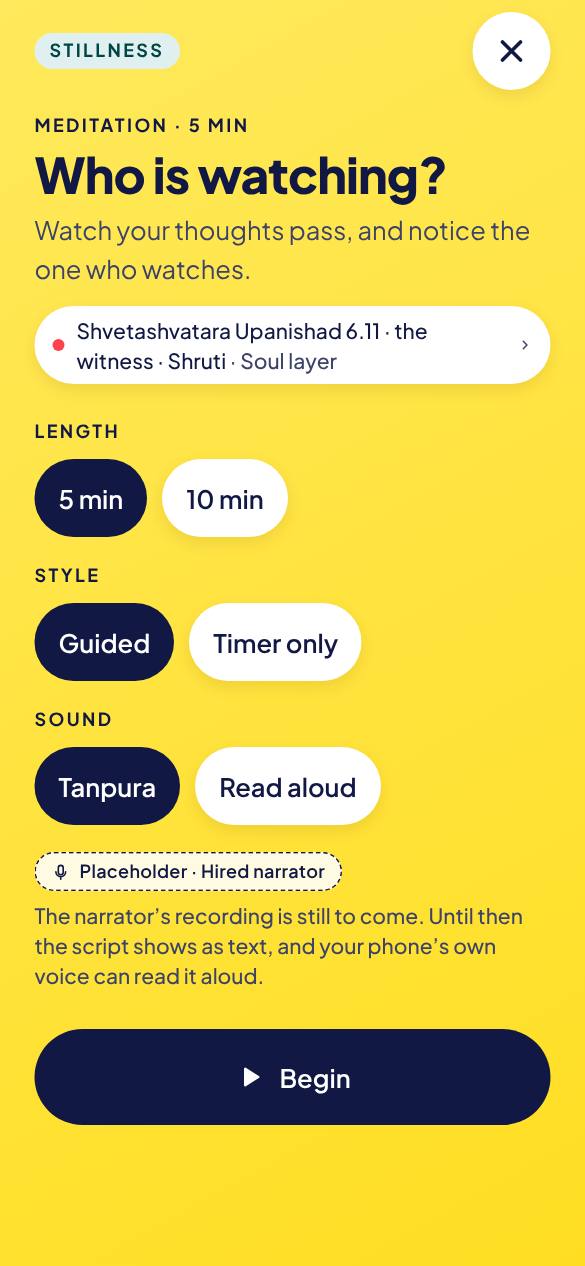 STILLNESS
MEDITATION · 5 MIN
Who is watching?
Watch your thoughts pass, and notice the
one who watches.
Shvetashvatara Upanishad 6.11 · the
witness · Shruti · Soul layer
LENGTH
5 min
10 min
STYLE
Guided
Timer only
SOUND
Tanpura
Read aloud
Placeholder · Hired narrator
The narrator’s recording is still to come. Until then
the script shows as text, and your phone’s own
voice can read it aloud.
Begin